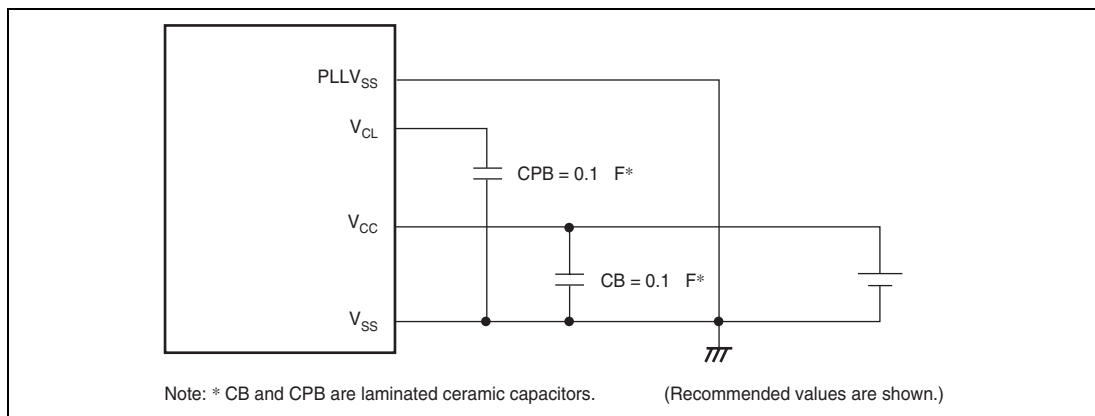 PLLVSS
VCL
CPB = 0.1 F*
VCC
CB = 0.1 F*
VSS
Note: * CB and CPB are laminated ceramic capacitors. (Recommended values are shown.)